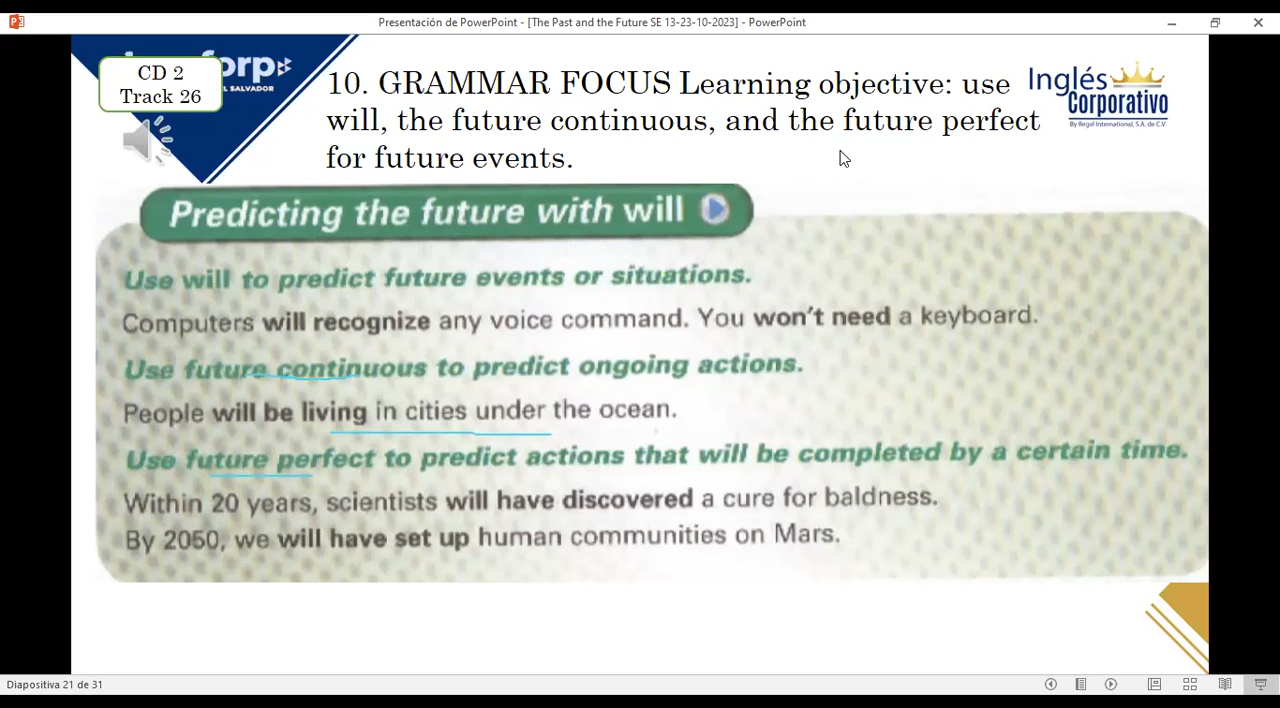 Presentación de PowerPoint - [The Past and the Future SE 13-23-10-2023] - PowerPoint
CD 2
Track 26
EL SALVADOR
10. GRAMMAR FOCUS Learning objective: use
will, the future continuous, and the future perfect
for future events.
Inglés
Corporativo
By Regal International, S.A. de C.V.
Predicting the future with will
Use will to predict future events or situations.
Computers will recognize any voice command. You won't need a keyboard.
Use future continuous to predict ongoing actions.
People will be living in cities under the ocean.
Use future perfect to predict actions that will be completed by a certain time.
Within 20 years, scientists will have discovered a cure for baldness.
By 2050, we will have set up human communities on Mars.
Diapositiva 21 de 31